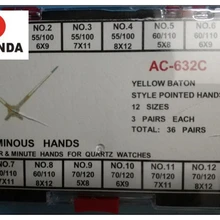 NDA
NO.2 NO.3 NO.4 NO.5 NO.6
55/100 55/100 55/100 60/110 60/110
6X9 7X11 8X12 5X8 6X9
AC-632C
YELLOW BATON
STYLE POINTED HANDS
12 SIZES
3 PAIRS EACH
TOTAL: 36 PAIRS
MINOUS HANDS
R & MINUTE HANDS FOR QUARTZ WATCHES
NO.7 NO.8 NO.9 NO.10 NO.11 NO.12
60/110 60/110 70/120 70/120 70/120 70/120
7X11 8X12 5X8 6X9 7X11 8X12